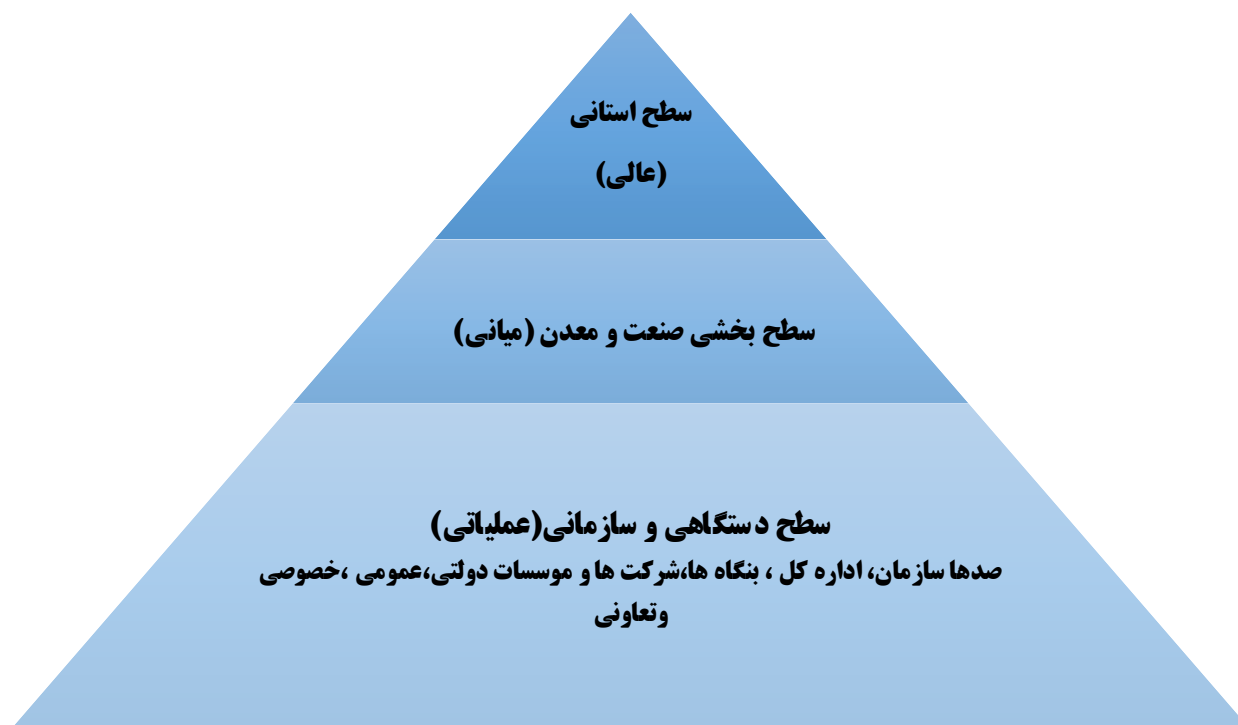 سطح استانی
(عالی)
سطح بخشی صنعت و معدن (میانی)
سطح دستگاهی و سازمانی(عملیاتی)
صدها سازمان، اداره کل ، بنگاه ها،شرکت ها و موسسات دولتی،عمومی ،خصوصی
وتعاونی